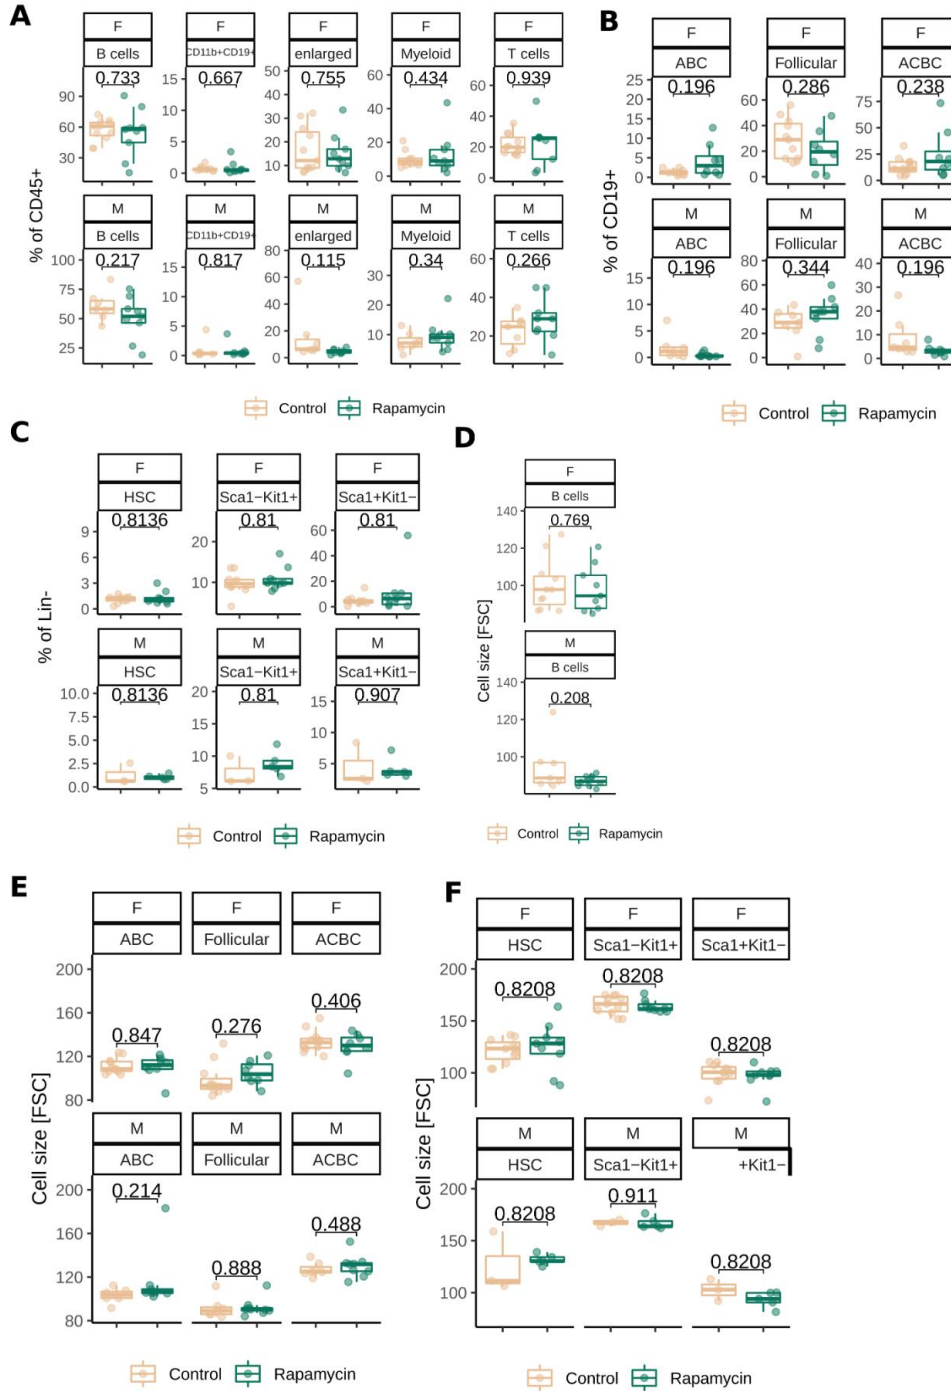 A
F F F F F
B cells CD11b+CD19+ enlarged Myeloid T cells
0.733 0.667 0.755 0.434 0.939
90 60 30
15 10 5 0
50 40 30 20 10 0
60 40 20 0
60 40 20 0
% of CD45+
M M M M M
B cells CD11b+CD19+ enlarged Myeloid T cells
0.217 0.817 0.115 0.34 0.266
100 75 50 25
15 10 5 0
80 60 40 20 0
30 20 10 0
60 40 20
Control Rapamycin
B
F F F
ABC Follicular ACBC
0.196 0.286 0.238
25 20 15 10 5 0
60 40 20 0
75 50 25 0
% of CD19+
M M M
ABC Follicular ACBC
0.196 0.344 0.196
15 10 5 0
80 60 40 20 0
40 30 20 10 0
Control Rapamycin
C
F F F
HSC Sca1−Kit1+ Sca1+Kit1−
0.8136 0.81 0.81
9 6 3 0
20 10 0
60 40 20 0
% of Lin-
M M M
HSC Sca1−Kit1+ Sca1+Kit1−
0.8136 0.81 0.907
10.0 7.5 5.0 2.5 0.0
20 15 10 5
15 10 5
Control Rapamycin
D
F
B cells
0.769
140 120 100
Cell size [FSC]
M
B cells
0.208
140 120 100
Control Rapamycin
E
F F F
ABC Follicular ACBC
0.847 0.276 0.406
200 160 120 80
Cell size [FSC]
M M M
ABC Follicular ACBC
0.214 0.888 0.488
200 160 120 80
Control Rapamycin
F
F F F
HSC Sca1−Kit1+ Sca1+Kit1−
0.8208 0.8208 0.8208
200 150 100
Cell size [FSC]
M M M
HSC Sca1−Kit1+ +Kit1−
0.8208 0.911 0.8208
200 150 100
Control Rapamycin